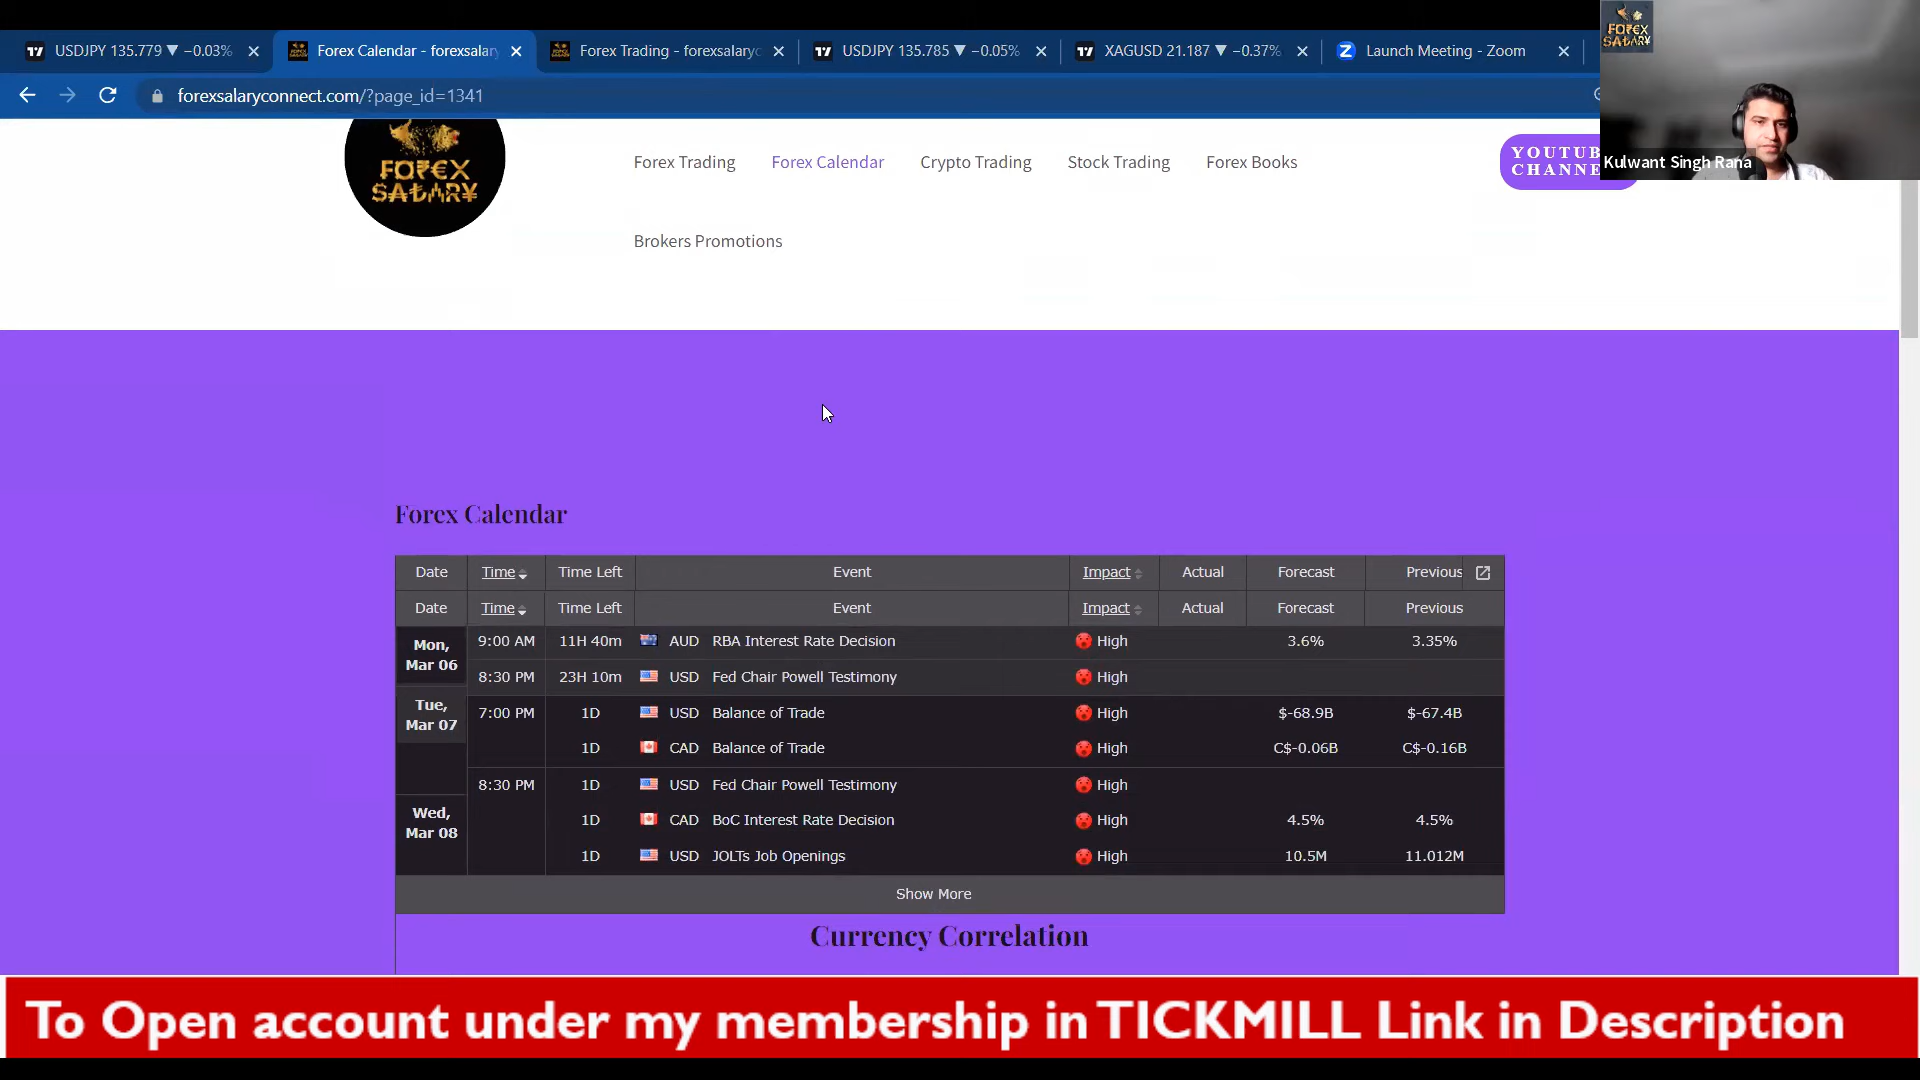 USDJPY 135.779 ▼ −0.03%
Forex Calendar - forexsalary
Forex Trading - forexsalaryc
USDJPY 135.785 ▼ −0.05%
XAGUSD 21.187 ▼ −0.37%
Launch Meeting - Zoom
forexsalaryconnect.com/?page_id=1341
FOREX
SALARY
Kulwant Singh Rana
FOREX
SALARY
Forex Trading
Forex Calendar
Crypto Trading
Stock Trading
Forex Books
YOUTUB
CHANNE
Brokers Promotions
Forex Calendar
Date Time Time Left Event Impact Actual Forecast Previous
Date Time Time Left Event Impact Actual Forecast Previous
Mon, Mar 06
9:00 AM 11H 40m AUD RBA Interest Rate Decision High 3.6% 3.35%
8:30 PM 23H 10m USD Fed Chair Powell Testimony High
Tue, Mar 07
7:00 PM 1D USD Balance of Trade High $-68.9B $-67.4B
1D CAD Balance of Trade High C$-0.06B C$-0.16B
8:30 PM 1D USD Fed Chair Powell Testimony High
Wed, Mar 08
1D CAD BoC Interest Rate Decision High 4.5% 4.5%
1D USD JOLTs Job Openings High 10.5M 11.012M
Show More
Currency Correlation
To Open account under my membership in TICKMILL Link in Description